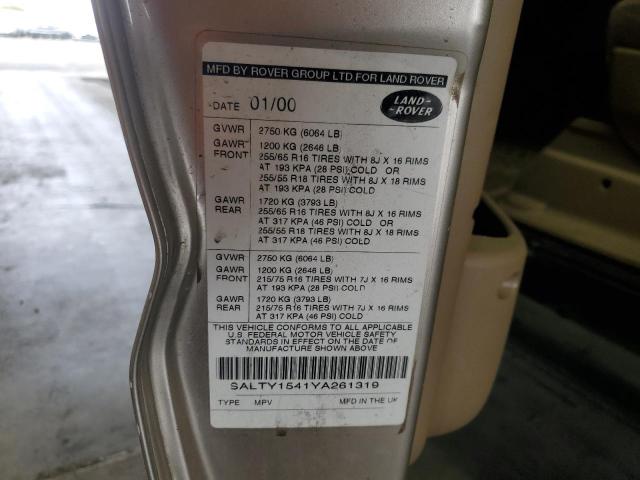 MFD BY ROVER GROUP LTD FOR LAND ROVER
DATE 01/00
LAND-
-ROVER
GVWR 2750 KG (6064 LB)
GAWR 1200 KG (2646 LB)
FRONT 255/65 R16 TIRES WITH 8J X 16 RIMS
AT 193 KPA (28 PSI) COLD OR
255/55 R18 TIRES WITH 8J X 18 RIMS
AT 193 KPA (28 PSI) COLD
GAWR 1720 KG (3793 LB)
REAR 255/65 R16 TIRES WITH 8J X 16 RIMS
AT 317 KPA (46 PSI) COLD OR
255/55 R18 TIRES WITH 8J X 18 RIMS
AT 317 KPA (46 PSI) COLD
GVWR 2750 KG (6064 LB)
GAWR 1200 KG (2646 LB)
FRONT 215/75 R16 TIRES WITH 7J X 16 RIMS
AT 193 KPA (28 PSI) COLD
GAWR 1720 KG (3793 LB)
REAR 215/75 R16 TIRES WITH 7J X 16 RIMS
AT 317 KPA (46 PSI) COLD
THIS VEHICLE CONFORMS TO ALL APPLICABLE
U.S. FEDERAL MOTOR VEHICLE SAFETY
STANDARDS IN EFFECT ON THE DATE OF
MANUFACTURE SHOWN ABOVE
SALTY1541YA261319
TYPE MPV MFD IN THE UK